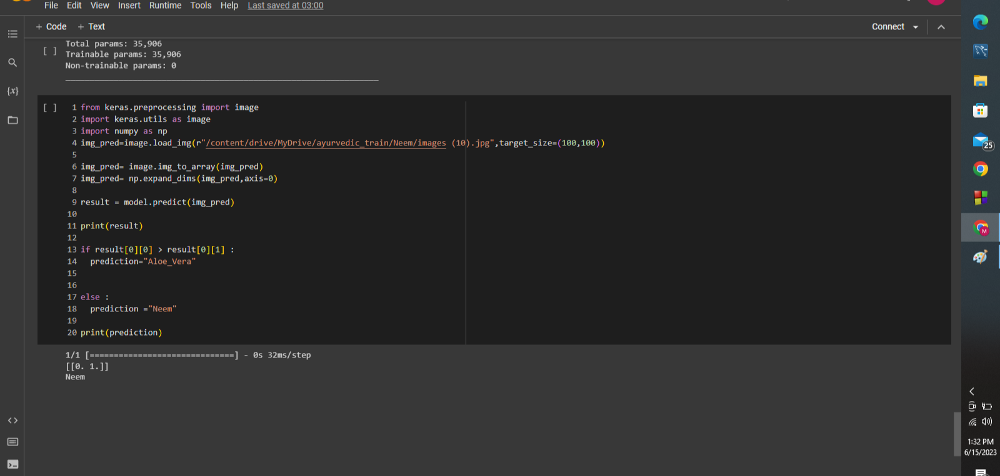 File Edit View Insert Runtime Tools Help Last saved at 03:00
+ Code + Text Connect
Total params: 35,906
[ ] Trainable params: 35,906
Non-trainable params: 0
{x}
[ ] 1 from keras.preprocessing import image
2 import keras.utils as image
3 import numpy as np
4 img_pred=image.load_img(r"/content/drive/MyDrive/ayurvedic_train/Neem/images (10).jpg",target_size=(100,100))
5
6 img_pred= image.img_to_array(img_pred)
7 img_pred= np.expand_dims(img_pred,axis=0)
8
9 result = model.predict(img_pred)
10
11 print(result)
12
13 if result[0][0] > result[0][1] :
14 prediction="Aloe_Vera"
15
16
17 else :
18 prediction ="Neem"
19
20 print(prediction)
1/1 [==============================] - 0s 32ms/step
[[0. 1.]]
Neem
25
M
1:32 PM
6/15/2023